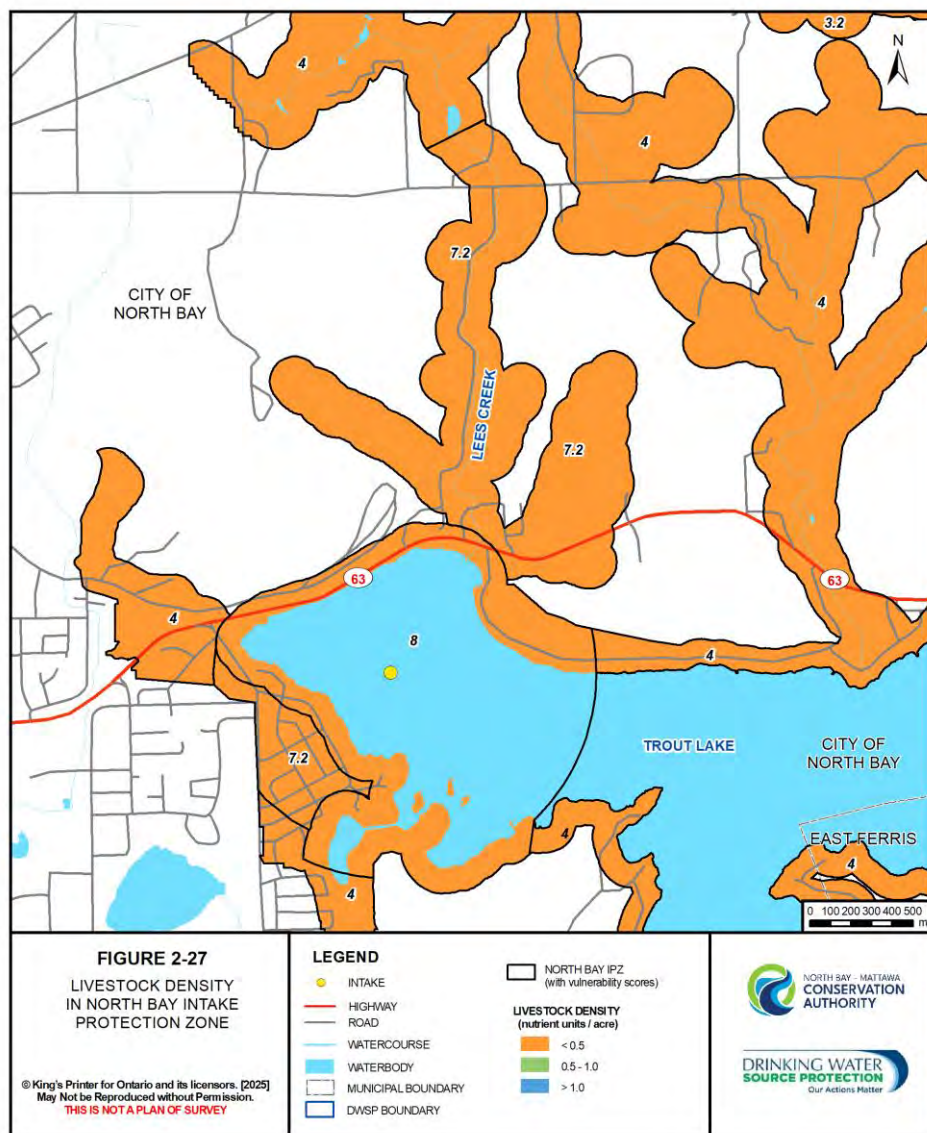 3.2
N
4
4
7.2
CITY OF
NORTH BAY
4
LEES CREEK
7.2
63
63
4
8
4
TROUT LAKE
CITY OF
NORTH BAY
7.2
4
EAST FERRIS
4
4
0 100 200 300 400 500
m
FIGURE 2-27
LIVESTOCK DENSITY
IN NORTH BAY INTAKE
PROTECTION ZONE
© King's Printer for Ontario and its licensors. [2025]
May Not be Reproduced without Permission.
THIS IS NOT A PLAN OF SURVEY
LEGEND
INTAKE
HIGHWAY
ROAD
WATERCOURSE
WATERBODY
MUNICIPAL BOUNDARY
DWSP BOUNDARY
NORTH BAY IPZ
(with vulnerability scores)
LIVESTOCK DENSITY
(nutrient units / acre)
< 0.5
0.5 - 1.0
> 1.0
NORTH BAY - MATTAWA
CONSERVATION
AUTHORITY
DRINKING WATER
SOURCE PROTECTION
Our Actions Matter